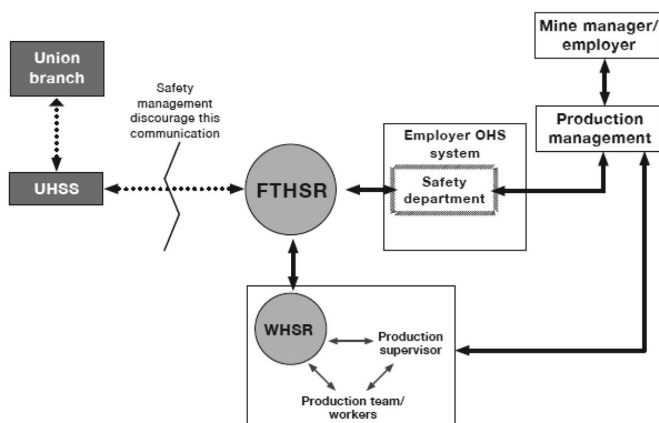 Mine manager/
employer
Union
branch
Safety
management
discourage this
communication
Production
management
Employer OHS
system
Safety
department
UHSS
FTHSR
WHSR
Production
supervisor
Production team/
workers